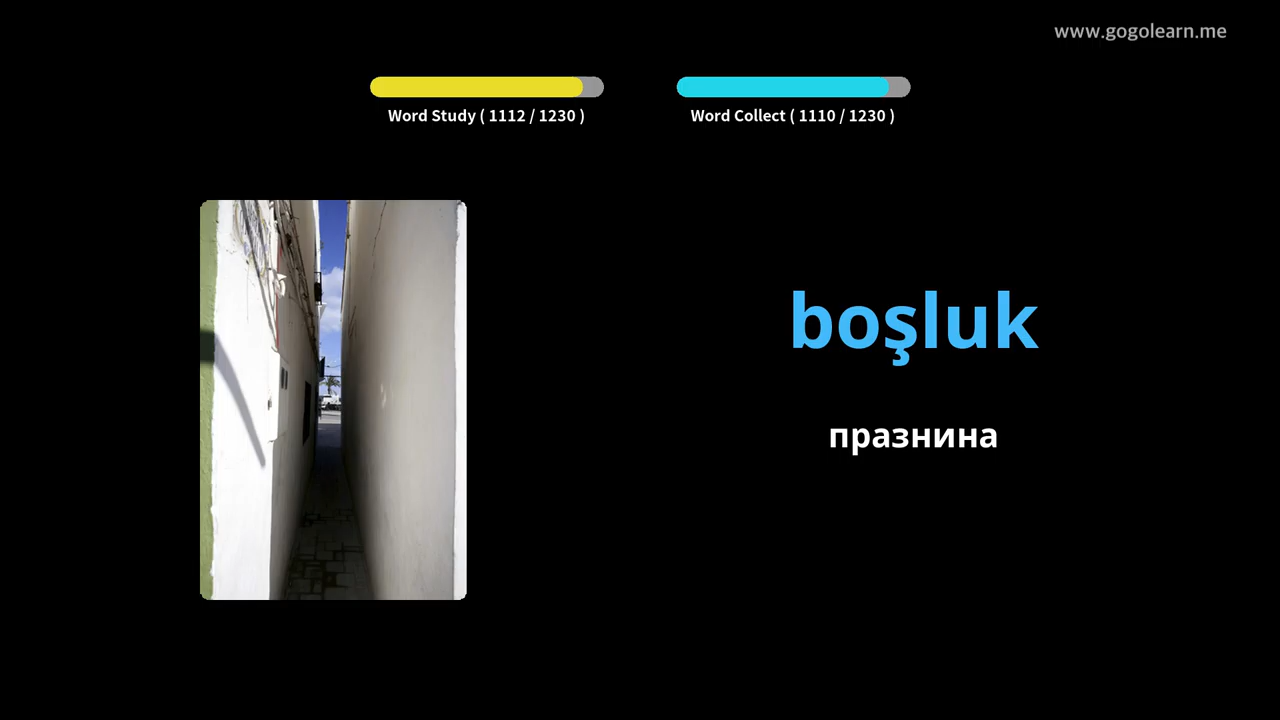 www.gogolearn.me
Word Study ( 1112 / 1230 )
Word Collect ( 1110 / 1230 )
boşluk
празнина